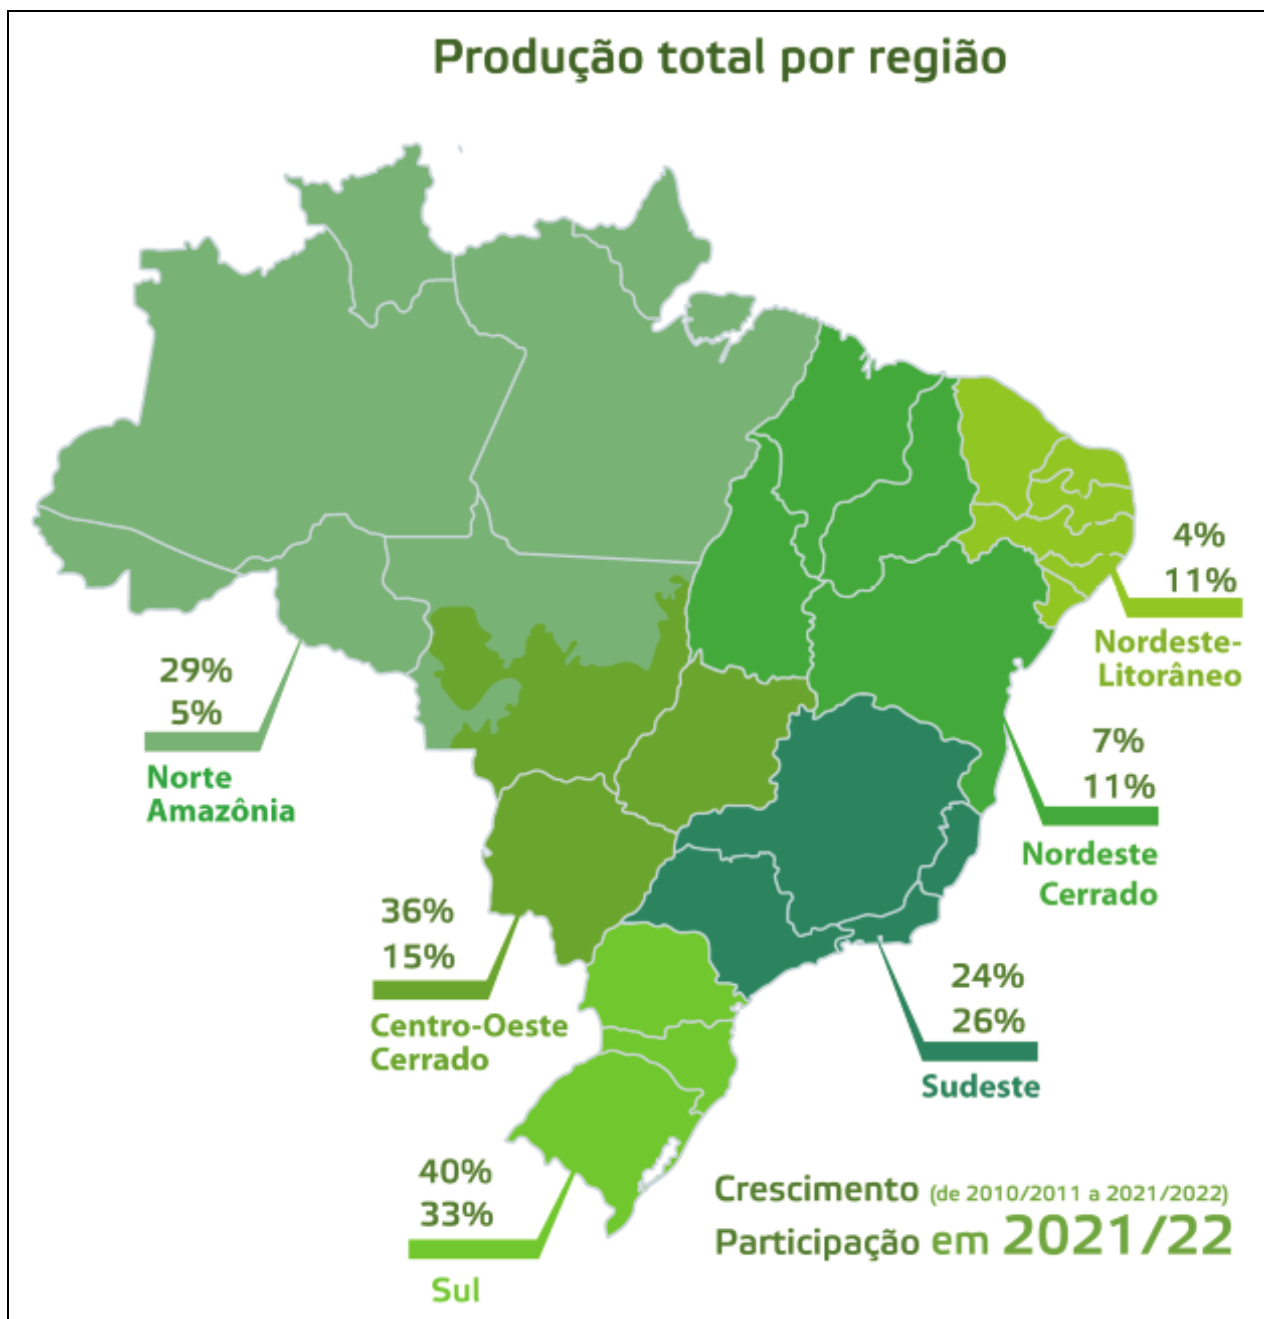 Produção total por região
4%
11%
Nordeste-
Litorâneo
29%
5%
Norte
Amazônia
7%
11%
Nordeste
Cerrado
36%
15%
Centro-Oeste
Cerrado
24%
26%
Sudeste
40%
33%
Sul
Crescimento (de 2010/2011 a 2021/2022)
Participação em 2021/22